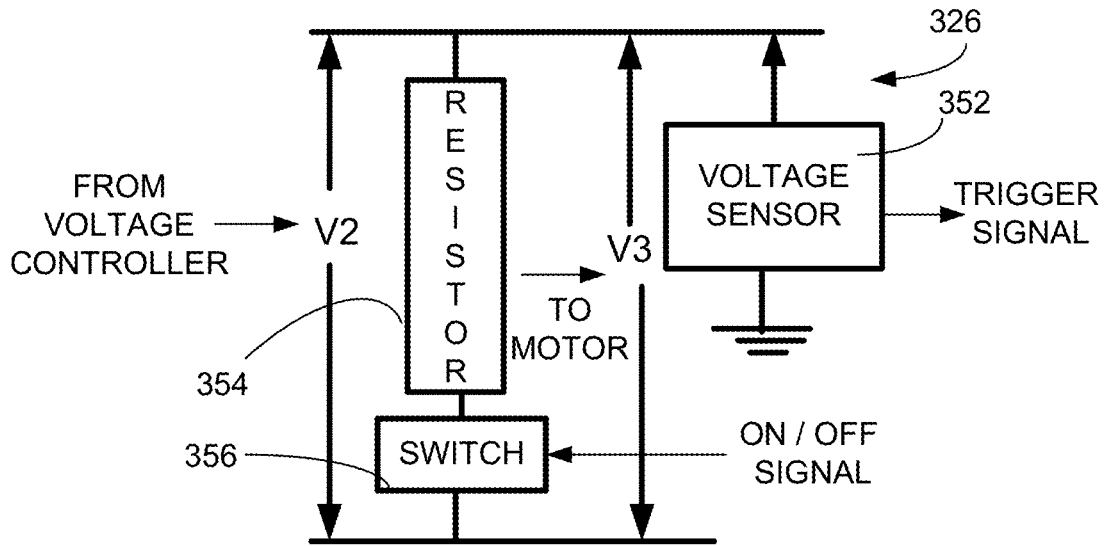 326
352
RESISTOR
VOLTAGE
SENSOR
FROM
VOLTAGE
CONTROLLER
V2
V3
TRIGGER
SIGNAL
TO
MOTOR
354
356
SWITCH
ON / OFF
SIGNAL